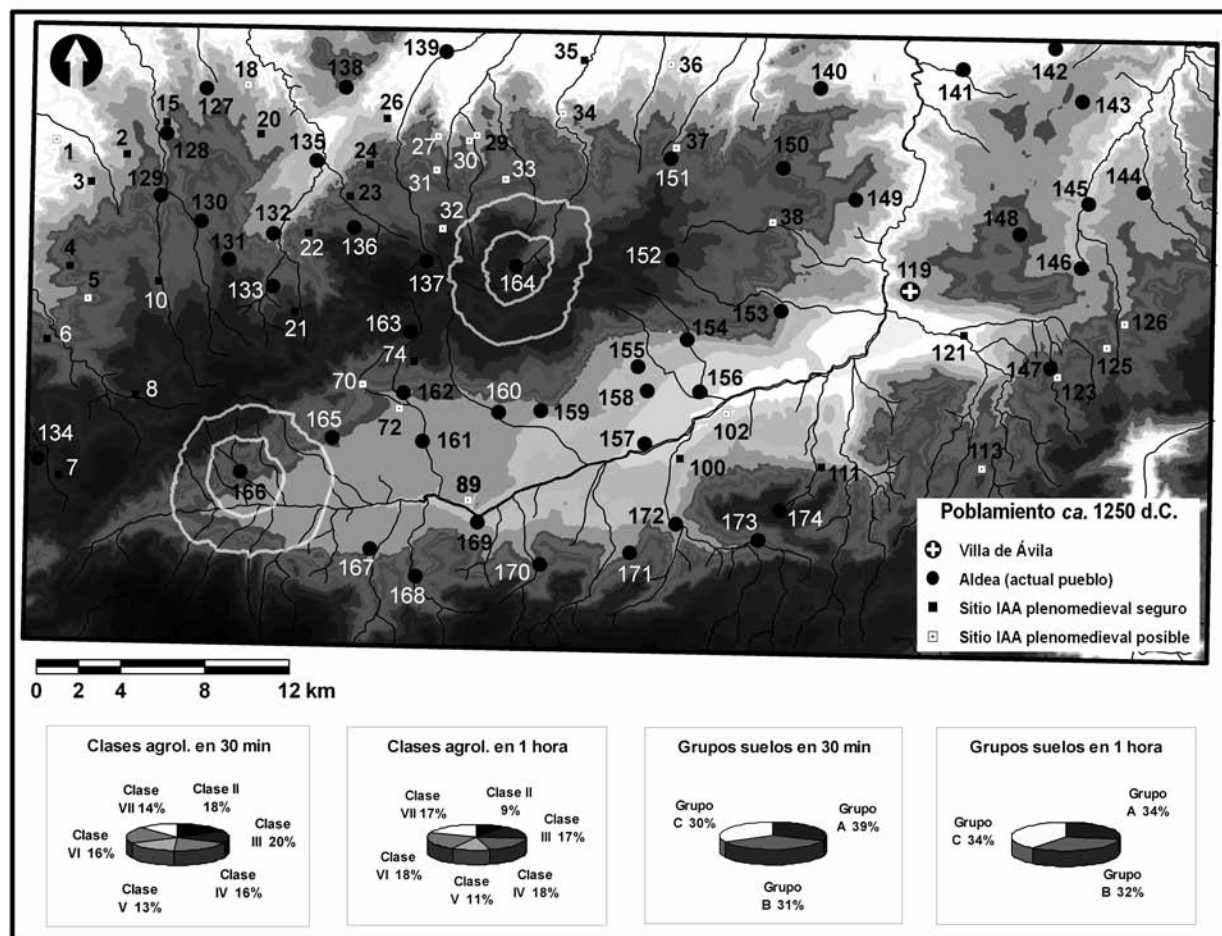 139
35
36
18
138
140
142
141
143
127
26
34
15
20
2
128
135
27
30
29
37
150
1
24
31
33
151
3
129
23
149
145
144
130
32
38
148
132
22
136
4
131
152
146
5
137
164
119
10
133
21
153
6
163
154
126
74
121
125
155
147
123
70
8
162
160
159
158
156
72
102
165
161
157
134
7
166
89
100
111
113
172
173
174
169
167
168
170
171
Poblamiento ca. 1250 d.C.
Villa de Ávila
Aldea (actual pueblo)
Sitio IAA plenomedieval seguro
Sitio IAA plenomedieval posible
0 2 4 8 12 km
Clases agrol. en 30 min
Clase
VII 14%
Clase II
18%
Clase
III 20%
Clase
VI 16%
Clase
IV 16%
Clase
V 13%
Clases agrol. en 1 hora
Clase
VII 17%
Clase II
9%
Clase
III 17%
Clase
VI 18%
Clase
IV 18%
Clase
V 11%
Grupos suelos en 30 min
Grupo
C 30%
Grupo
A 39%
Grupo
B 31%
Grupos suelos en 1 hora
Grupo
A 34%
Grupo
C 34%
Grupo
B 32%